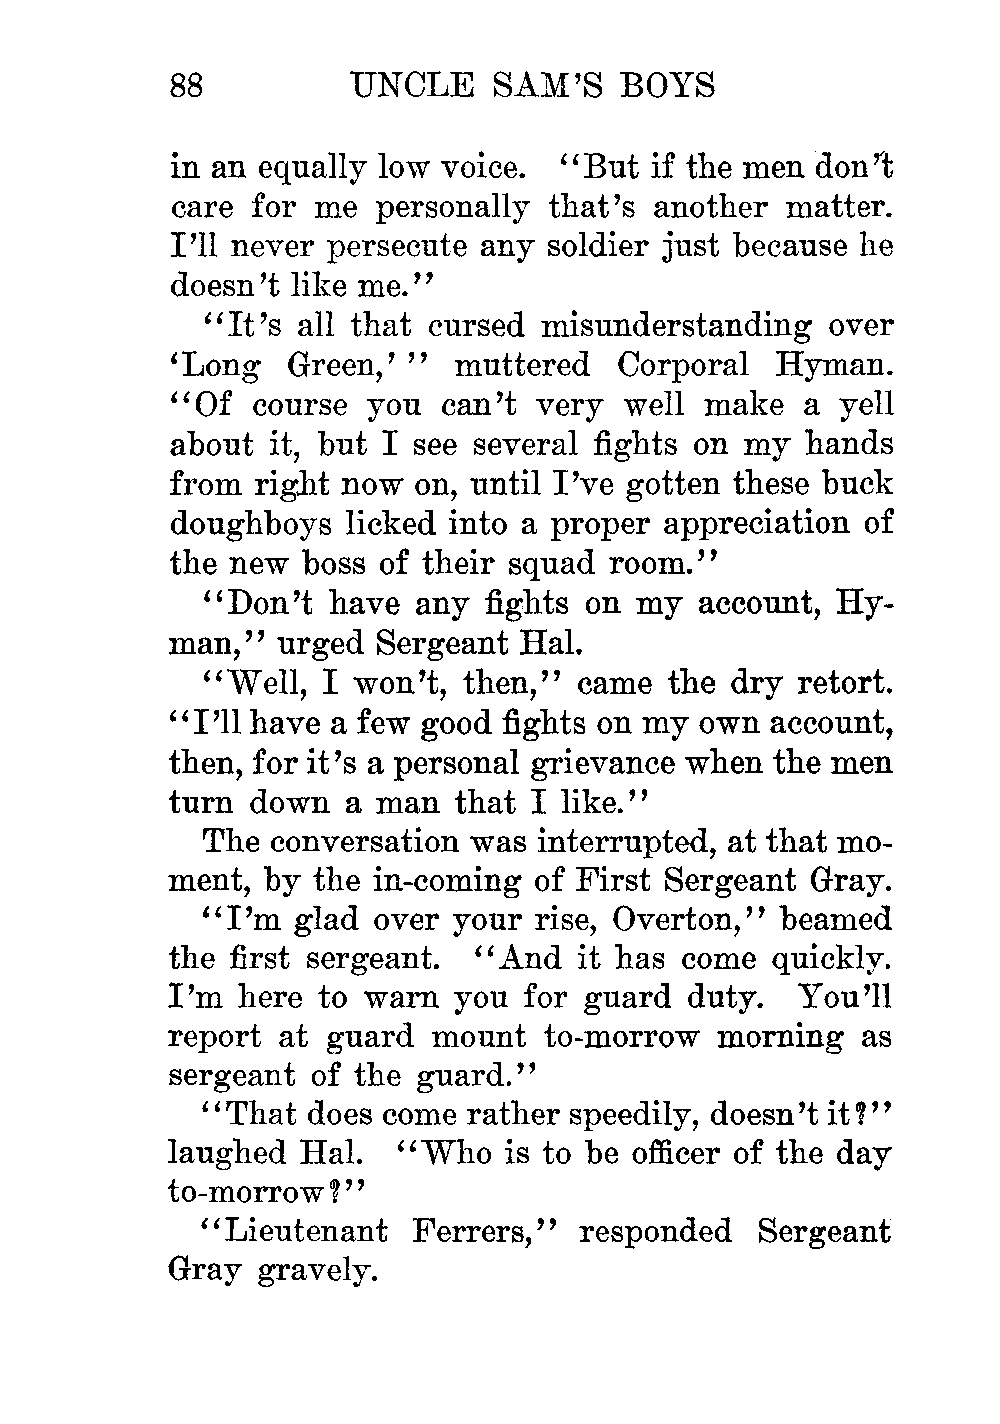 88 UNCLE SAM'S BOYS
in an equally low voice. "But if the men don't
care for me personally that's another matter.
I'll never persecute any soldier just because he
doesn't like me."
"It's all that cursed misunderstanding over
'Long Green,' " muttered Corporal Hyman.
"Of course you can't very well make a yell
about it, but I see several fights on my hands
from right now on, until I've gotten these buck
doughboys licked into a proper appreciation of
the new boss of their squad room."
"Don't have any fights on my account, Hy-
man," urged Sergeant Hal.
"Well, I won't, then," came the dry retort.
"I'll have a few good fights on my own account,
then, for it's a personal grievance when the men
turn down a man that I like."
The conversation was interrupted, at that mo-
ment, by the in-coming of First Sergeant Gray.
"I'm glad over your rise, Overton," beamed
the first sergeant. "And it has come quickly.
I'm here to warn you for guard duty. You'll
report at guard mount to-morrow morning as
sergeant of the guard."
"That does come rather speedily, doesn't it?"
laughed Hal. "Who is to be officer of the day
to-morrow?"
"Lieutenant Ferrers," responded Sergeant
Gray gravely.